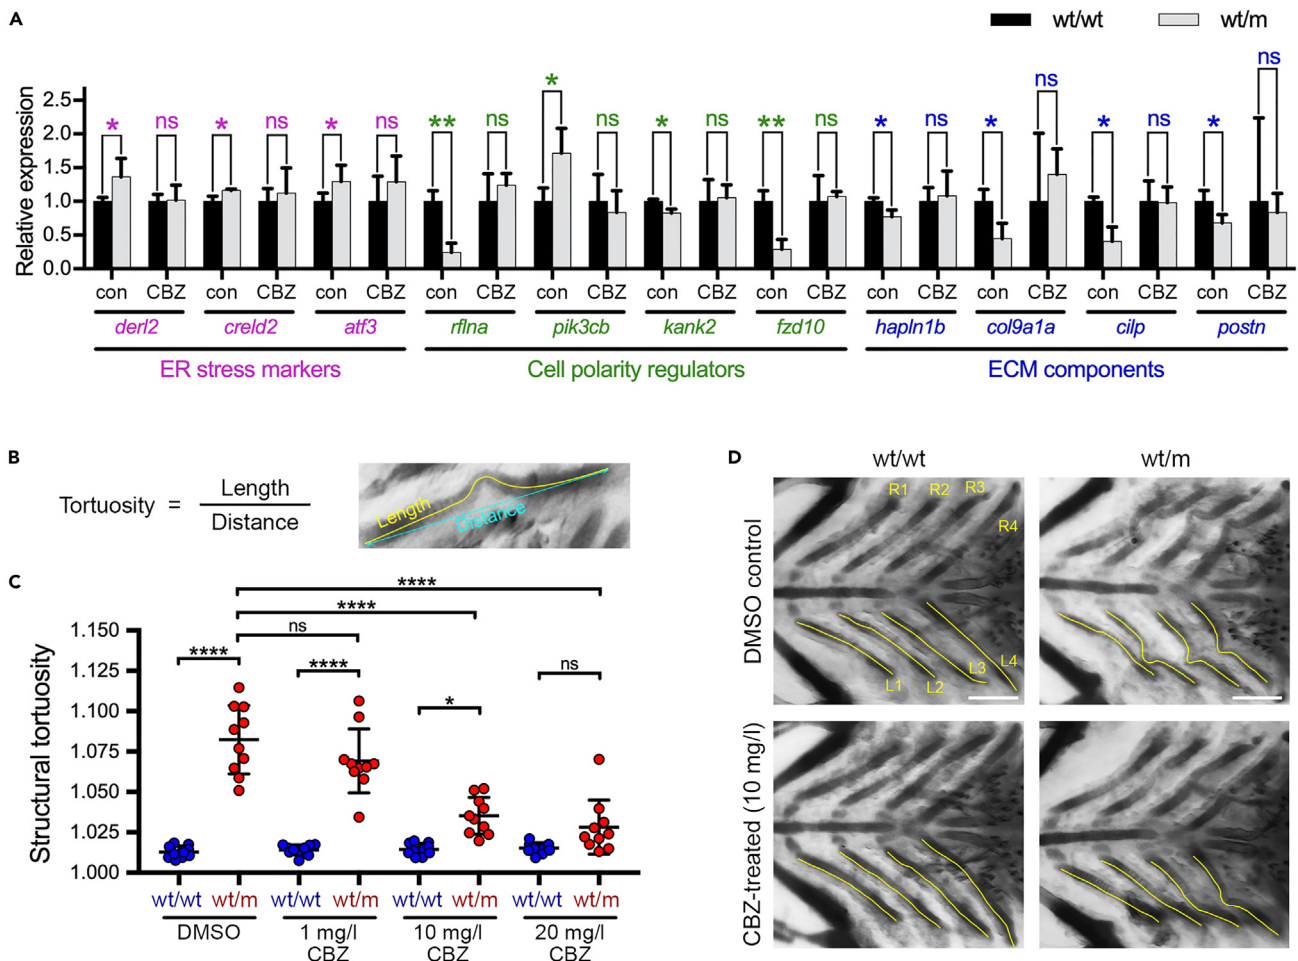 A
wt/wt wt/m
Relative expression
2.5
2.0
1.5
1.0
0.5
0.0
* ns * ns * ns ** ns * ns * ns ** ns * ns * ns * ns * ns
con CBZ con CBZ con CBZ con CBZ con CBZ con CBZ con CBZ con CBZ con CBZ con CBZ con CBZ
derl2 creld2 atf3 rflna pik3cb kank2 fzd10 hapln1b col9a1a cilp postn
ER stress markers Cell polarity regulators ECM components
B
Tortuosity = Length
Distance
Length
Distance
C
Structural tortuosity
1.150
1.125
1.100
1.075
1.050
1.025
1.000
****
****
ns
**** **** * ns
wt/wt wt/m wt/wt wt/m wt/wt wt/m wt/wt wt/m
DMSO 1 mg/l 10 mg/l 20 mg/l
CBZ CBZ CBZ
D
wt/wt wt/m
DMSO control
R1 R2 R3
R4
L1 L2 L3 L4
CBZ-treated (10 mg/l)